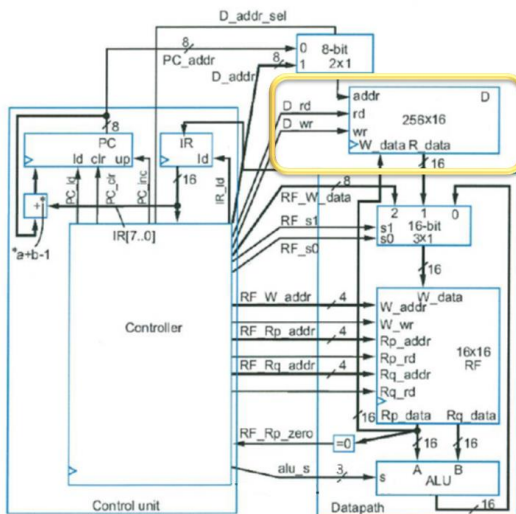 D_addr_sel
8
PC_addr
D_addr
8
0
1
8-bit
2x1
D_rd
D_wr
addr
rd
wr
W_data
R_data
D
256x16
16
8
PC
ld clr up
IR
ld
16
PC_ld
PC_clr
PC_inc
IR_ld
+*
*a+b-1
IR[7..0]
8
RF_W_data
RF_s1
RF_s0
2 1 0
s1
s0
16-bit
3x1
16
Controller
RF_W_addr
4
RF_Rp_addr
4
RF_Rq_addr
4
W_data
W_addr
W_wr
Rp_addr
Rp_rd
Rq_addr
Rq_rd
16x16
RF
Rp_data Rq_data
16
RF_Rp_zero
=0
16
16
alu_s
3
s
A B
ALU
16
Control unit
Datapath